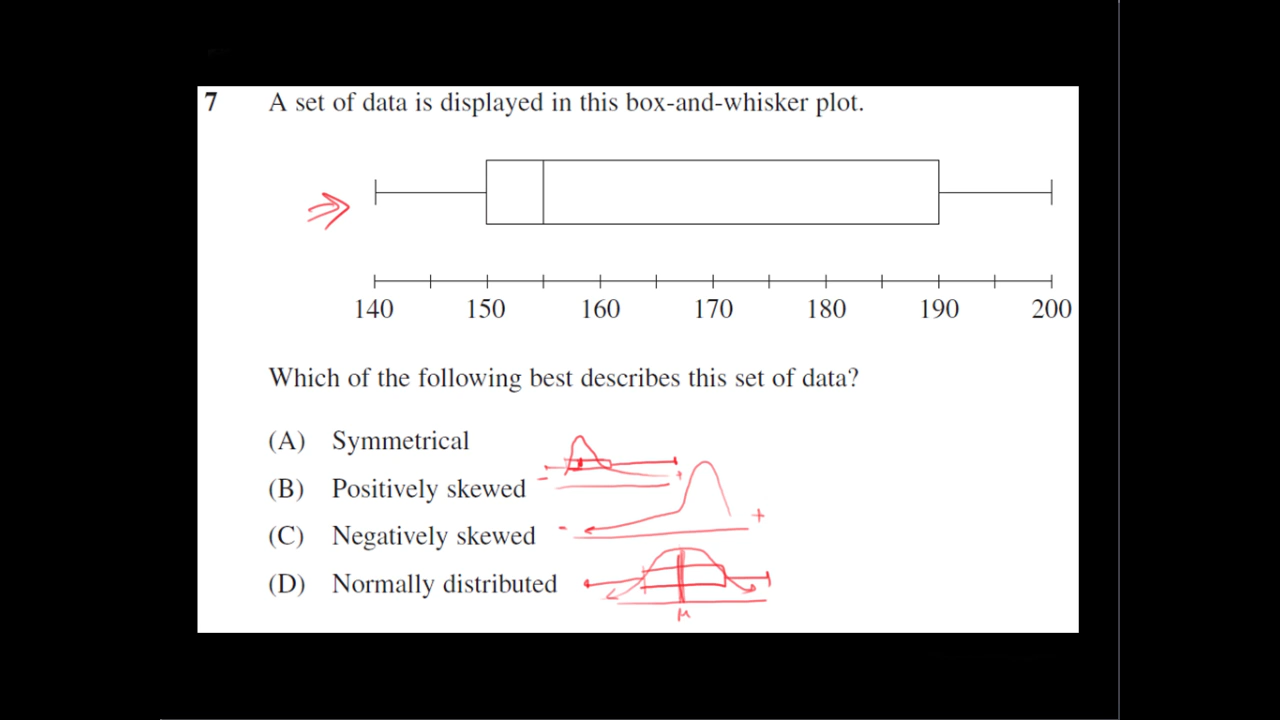 7 A set of data is displayed in this box-and-whisker plot.
140 150 160 170 180 190 200
Which of the following best describes this set of data?
(A) Symmetrical
(B) Positively skewed
- +
(C) Negatively skewed
- +
(D) Normally distributed
μ